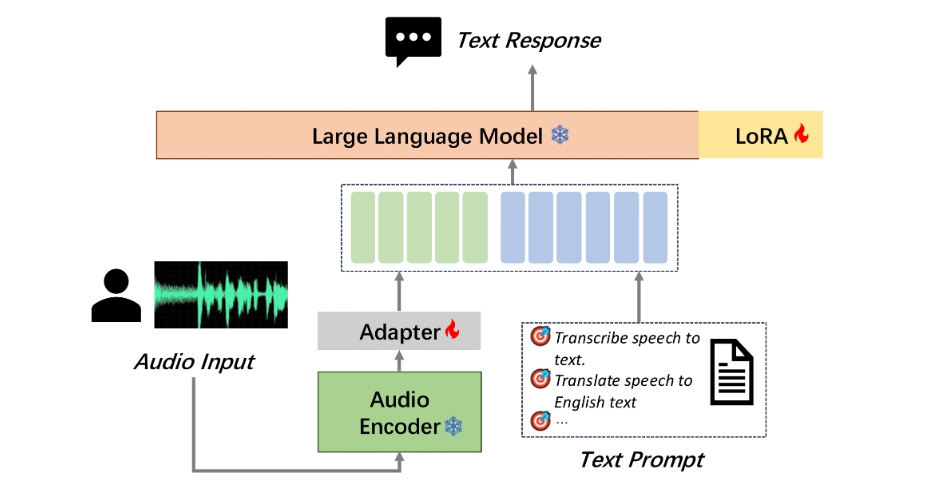 Text Response
Large Language Model
LoRA
Adapter
Audio Input
Audio
Encoder
Transcribe speech to
text.
Translate speech to
English text
...
Text Prompt